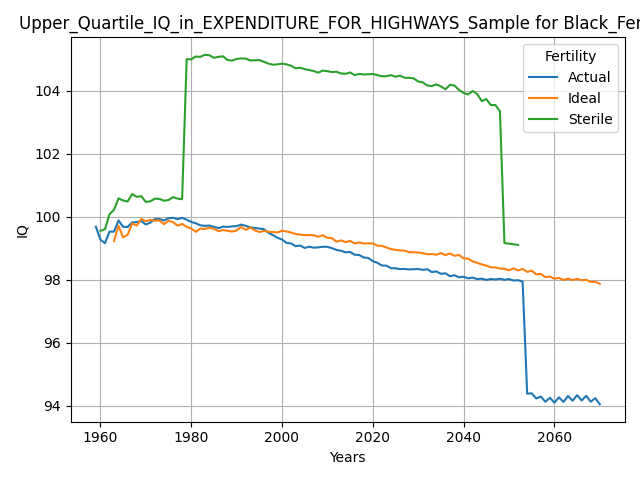 Upper_Quartile_IQ_in_EXPENDITURE_FOR_HIGHWAYS_Sample for Black_Fer
Fertility
Actual
Ideal
Sterile
IQ
104
102
100
98
96
94
1960 1980 2000 2020 2040 2060
Years